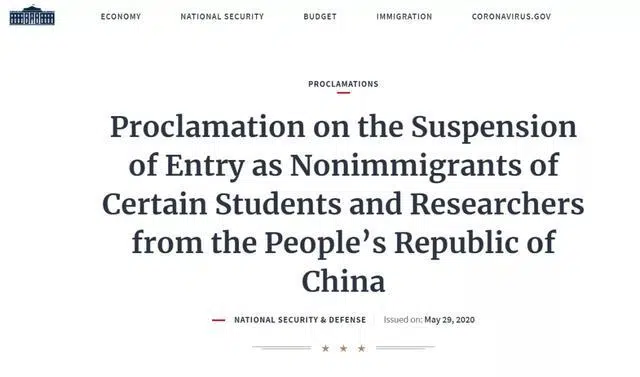 ECONOMY NATIONAL SECURITY BUDGET IMMIGRATION CORONAVIRUS.GOV
PROCLAMATIONS
Proclamation on the Suspension
of Entry as Nonimmigrants of
Certain Students and Researchers
from the People’s Republic of
China
NATIONAL SECURITY & DEFENSE Issued on: May 29, 2020